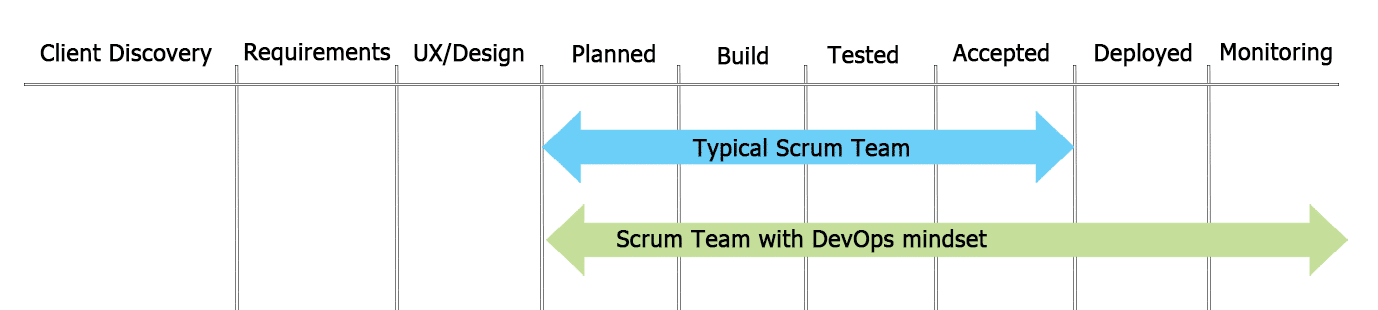 Client Discovery Requirements UX/Design Planned Build Tested Accepted Deployed Monitoring
Typical Scrum Team
Scrum Team with DevOps mindset